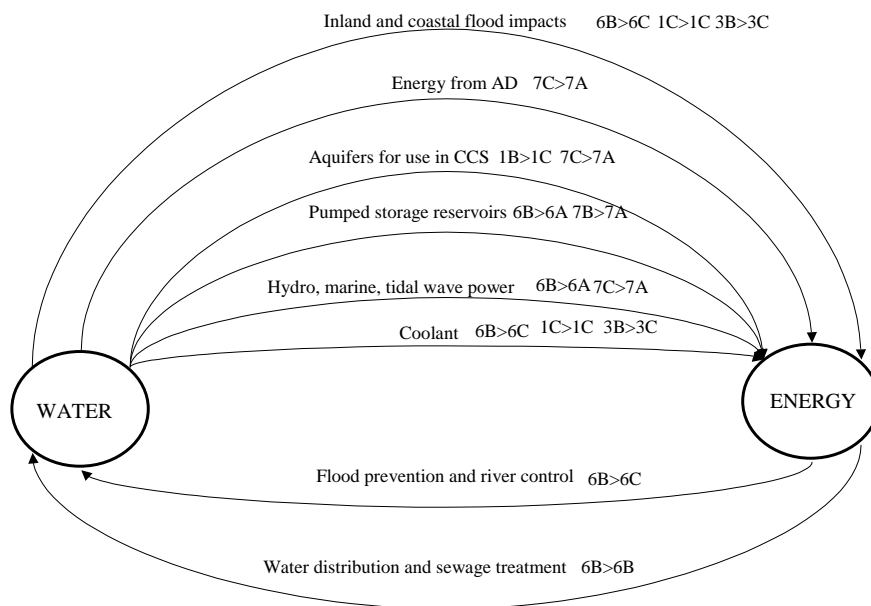 Inland and coastal flood impacts 6B>6C 1C>1C 3B>3C
Energy from AD 7C>7A
Aquifers for use in CCS 1B>1C 7C>7A
Pumped storage reservoirs 6B>6A 7B>7A
Hydro, marine, tidal wave power 6B>6A 7C>7A
Coolant 6B>6C 1C>1C 3B>3C
WATER
ENERGY
Flood prevention and river control 6B>6C
Water distribution and sewage treatment 6B>6B